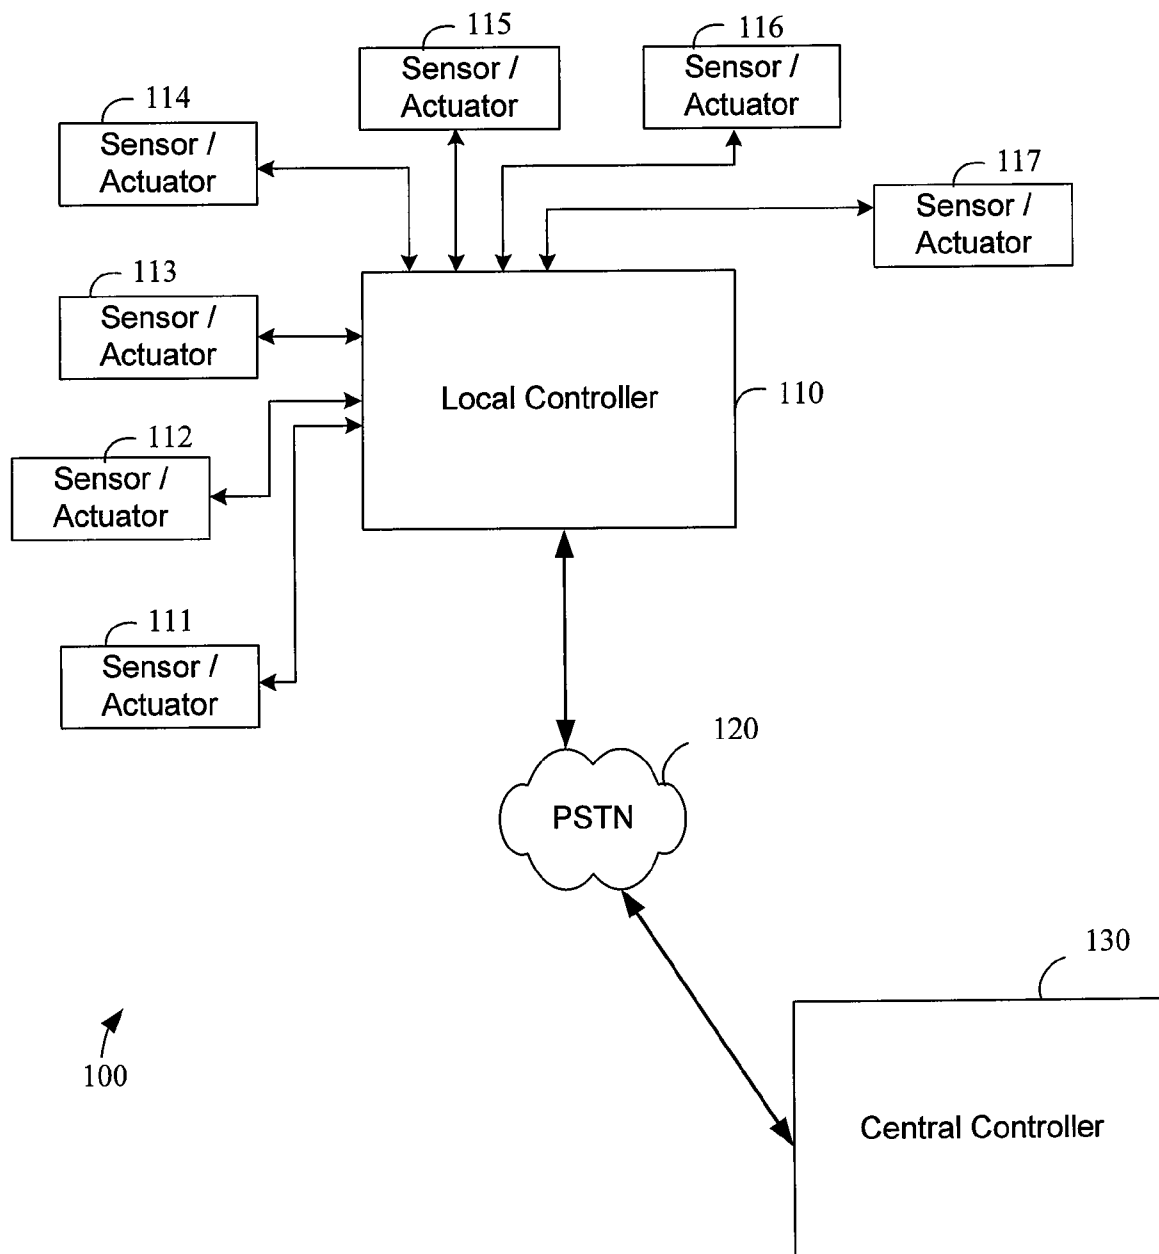 115
Sensor /
Actuator
116
Sensor /
Actuator
114
Sensor /
Actuator
117
Sensor /
Actuator
113
Sensor /
Actuator
Local Controller
110
112
Sensor /
Actuator
111
Sensor /
Actuator
120
PSTN
130
100
Central Controller